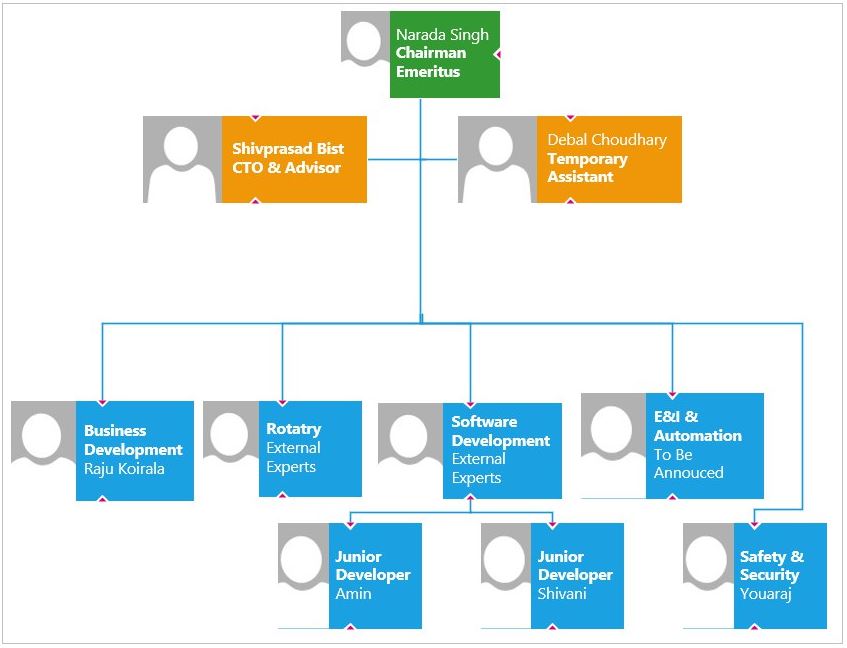 Narada Singh
Chairman
Emeritus
Shivprasad Bist
CTO & Advisor
Debal Choudhary
Temporary
Assistant
Business
Development
Raju Koirala
Rotatry
External
Experts
Software
Development
External
Experts
E&I &
Automation
To Be
Annouced
Junior
Developer
Amin
Junior
Developer
Shivani
Safety &
Security
Youaraj